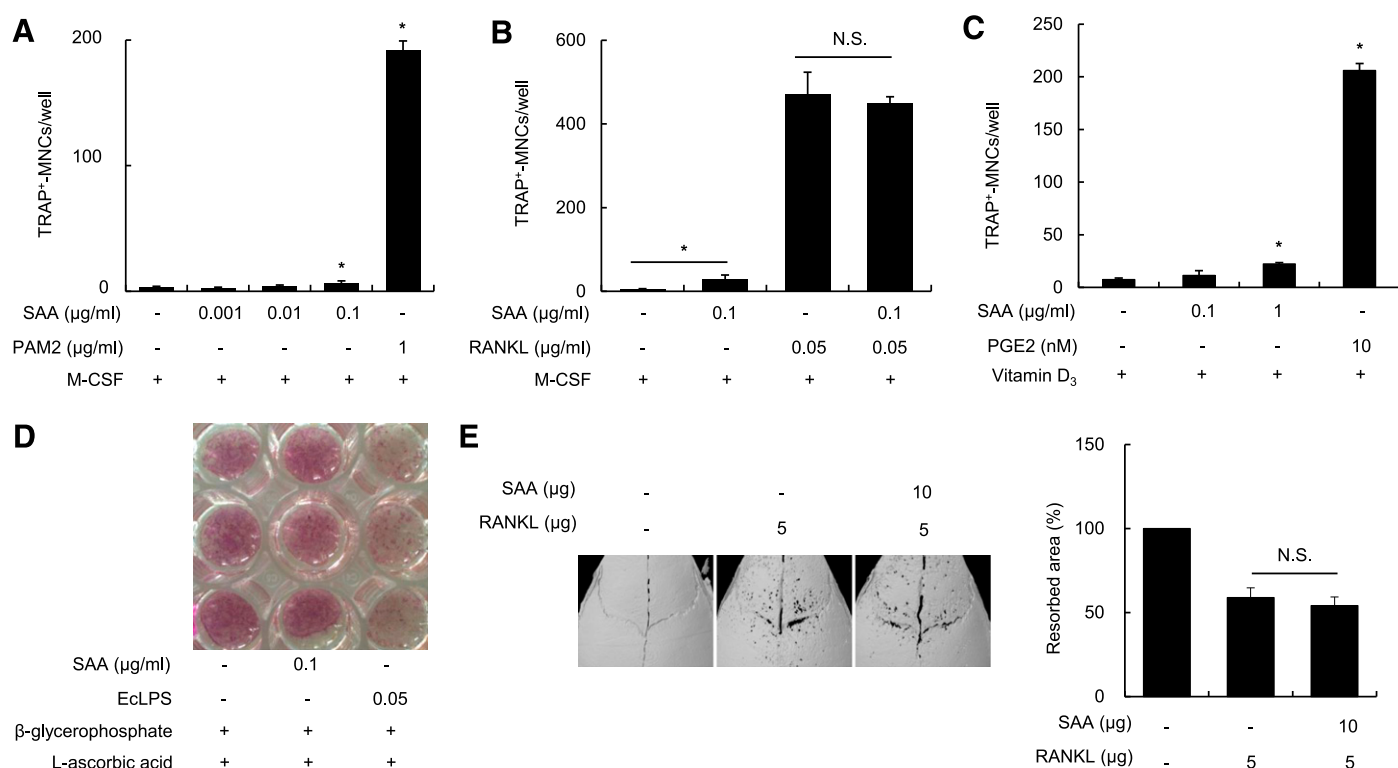 A
TRAP⁺-MNCs/well
200
100
0
*
*
SAA (μg/ml) - 0.001 0.01 0.1 -
PAM2 (μg/ml) - - - - 1
M-CSF + + + + +
B
TRAP⁺-MNCs/well
600
400
200
0
*
N.S.
SAA (μg/ml) - 0.1 - 0.1
RANKL (μg/ml) - - 0.05 0.05
M-CSF + + + +
C
TRAP⁺-MNCs/well
250
200
150
100
50
0
*
*
SAA (μg/ml) - 0.1 1 -
PGE2 (nM) - - - 10
Vitamin D₃ + + + +
D
SAA (μg/ml) - 0.1 -
EcLPS - - 0.05
β-glycerophosphate + + +
L-ascorbic acid + + +
E
SAA (μg) - - 10
RANKL (μg) - 5 5
Resorbed area (%)
150
100
50
0
N.S.
SAA (μg) - - 10
RANKL (μg) - 5 5